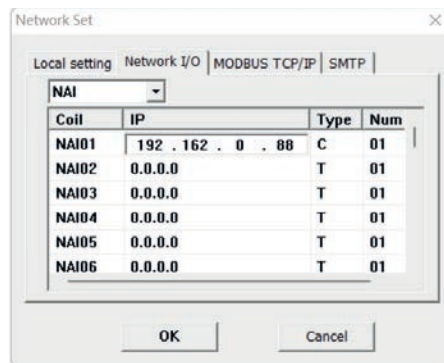 Network Set
Local setting Network I/O MODBUS TCP/IP SMTP
NAI
Coil IP Type Num
NAI01 192 . 162 . 0 . 88 C 01
NAI02 0.0.0.0 T 01
NAI03 0.0.0.0 T 01
NAI04 0.0.0.0 T 01
NAI05 0.0.0.0 T 01
NAI06 0.0.0.0 T 01
OK Cancel